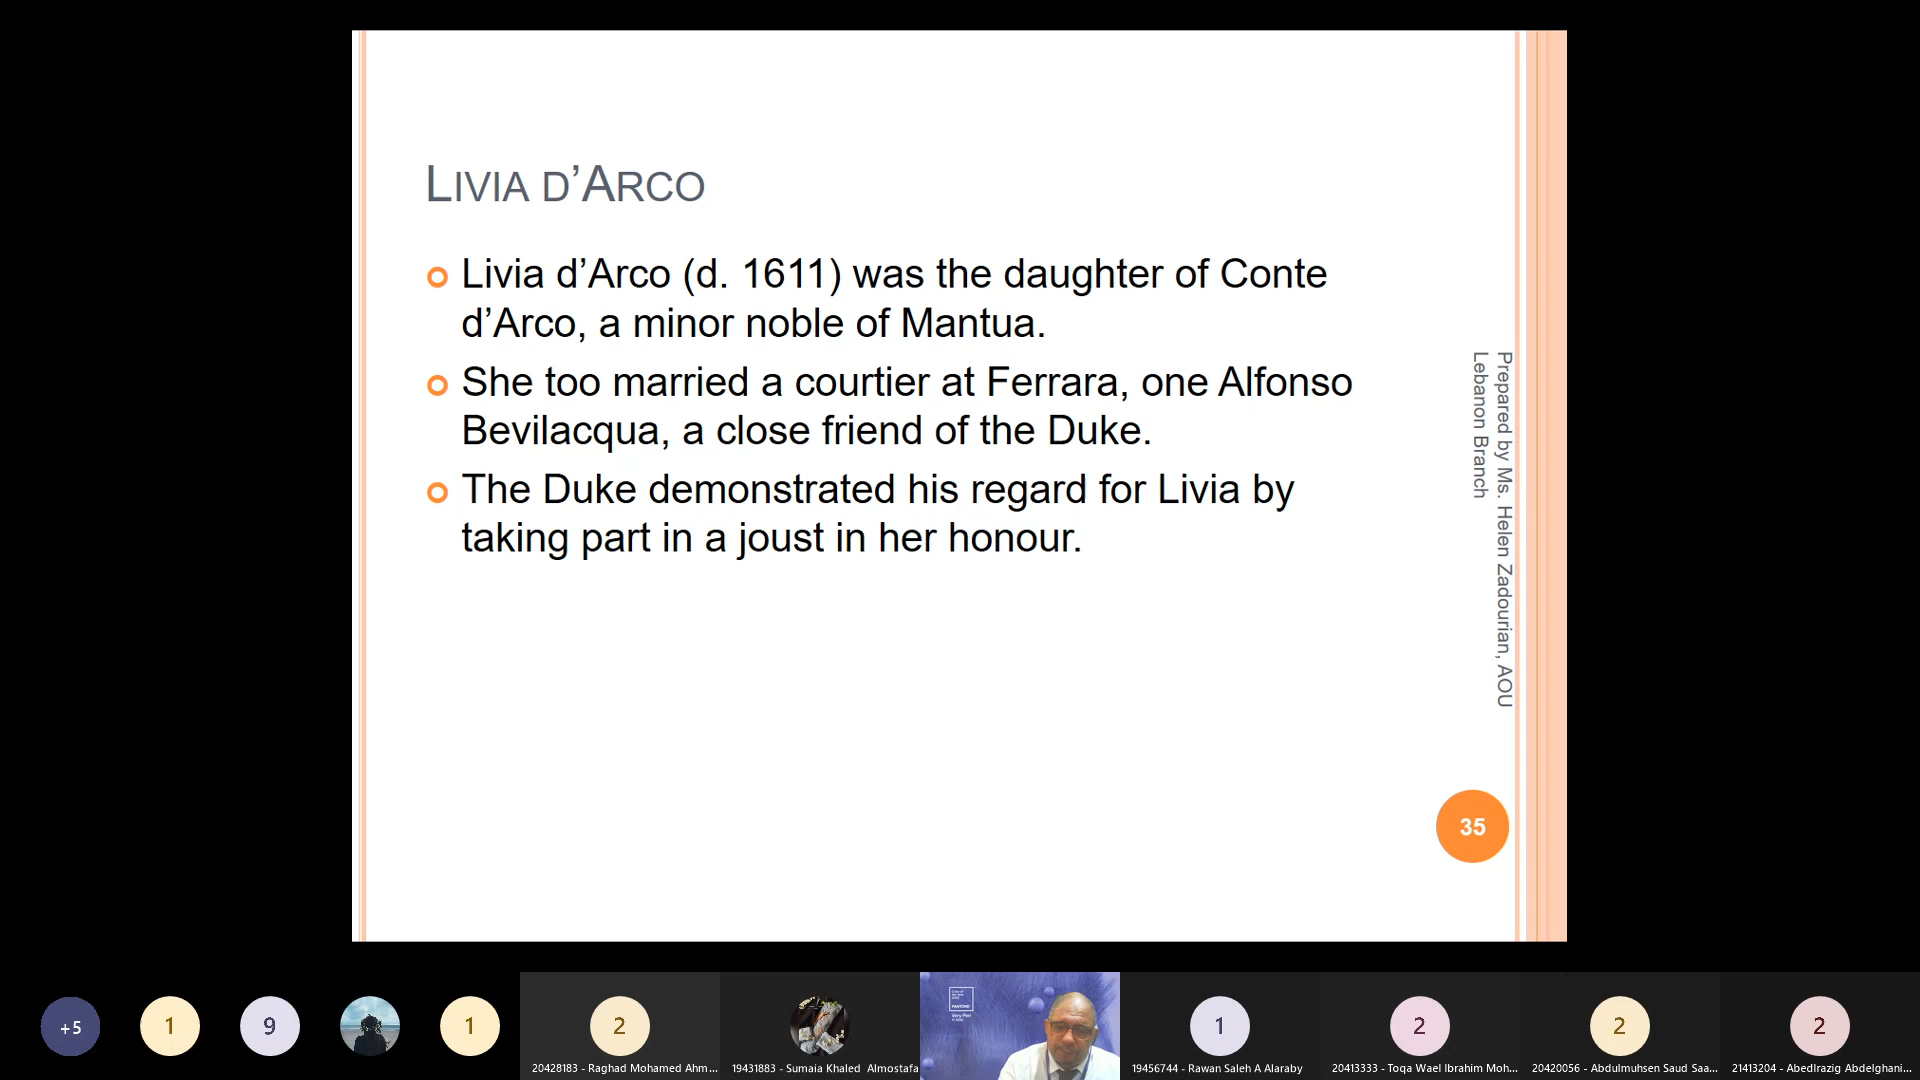 LIVIA D’ARCO
Livia d’Arco (d. 1611) was the daughter of Conte
d’Arco, a minor noble of Mantua.
She too married a courtier at Ferrara, one Alfonso
Bevilacqua, a close friend of the Duke.
The Duke demonstrated his regard for Livia by
taking part in a joust in her honour.
Prepared by Ms. Helen Zadourian, AOU
Lebanon Branch
35
+5
1
9
1
2
20428183 - Raghad Mohamed Ahm...
19431883 - Sumaia Khaled Almostafa
PANTONE
Very Peri
1
19456744 - Rawan Saleh A Alaraby
2
20413333 - Toqa Wael Ibrahim Moh...
2
20420056 - Abdulmuhsen Saud Saa...
2
21413204 - Abedlrazig Abdelghani...